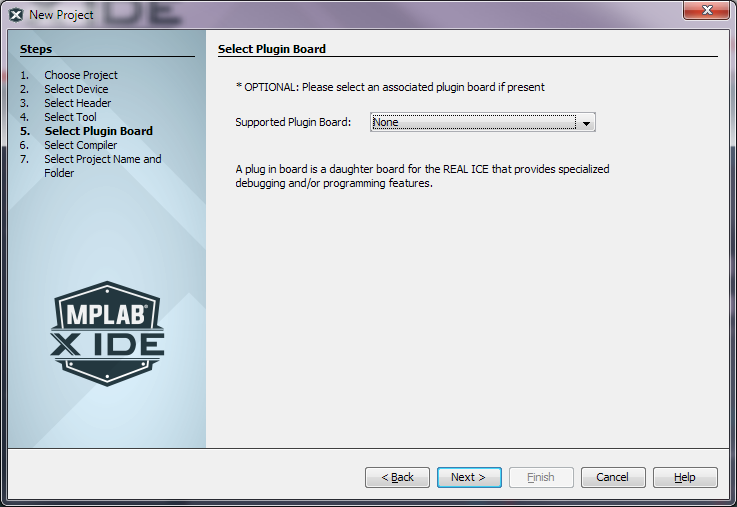 New Project
Steps
1. Choose Project
2. Select Device
3. Select Header
4. Select Tool
5. Select Plugin Board
6. Select Compiler
7. Select Project Name and
Folder
MPLAB
X IDE
Select Plugin Board
* OPTIONAL: Please select an associated plugin board if present
Supported Plugin Board: None
A plug in board is a daughter board for the REAL ICE that provides specialized
debugging and/or programming features.
< Back Next > Finish Cancel Help